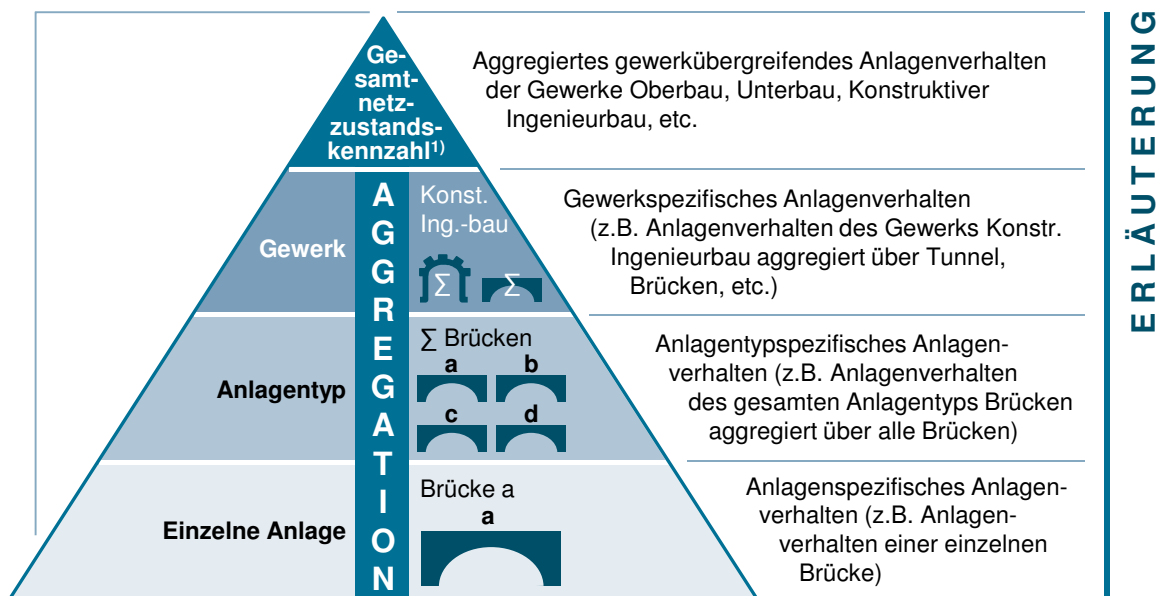 Ge-
samt-
netz-
zustands-
kennzahl1)
Aggregiertes gewerkübergreifendes Anlagenverhalten
der Gewerke Oberbau, Unterbau, Konstruktiver
Ingenieurbau, etc.
ERLÄUTERUNG
AGGREGATION
Gewerk
Konst.
Ing.-bau
Σ Σ
Gewerkspezifisches Anlagenverhalten
(z.B. Anlagenverhalten des Gewerks Konstr.
Ingenieurbau aggregiert über Tunnel,
Brücken, etc.)
Anlagentyp
Σ Brücken
a b
c d
Anlagentypspezifisches Anlagen-
verhalten (z.B. Anlagenverhalten
des gesamten Anlagentyps Brücken
aggregiert über alle Brücken)
Einzelne Anlage
Brücke a
a
Anlagenspezifisches Anlagen-
verhalten (z.B. Anlagen-
verhalten einer einzelnen
Brücke)